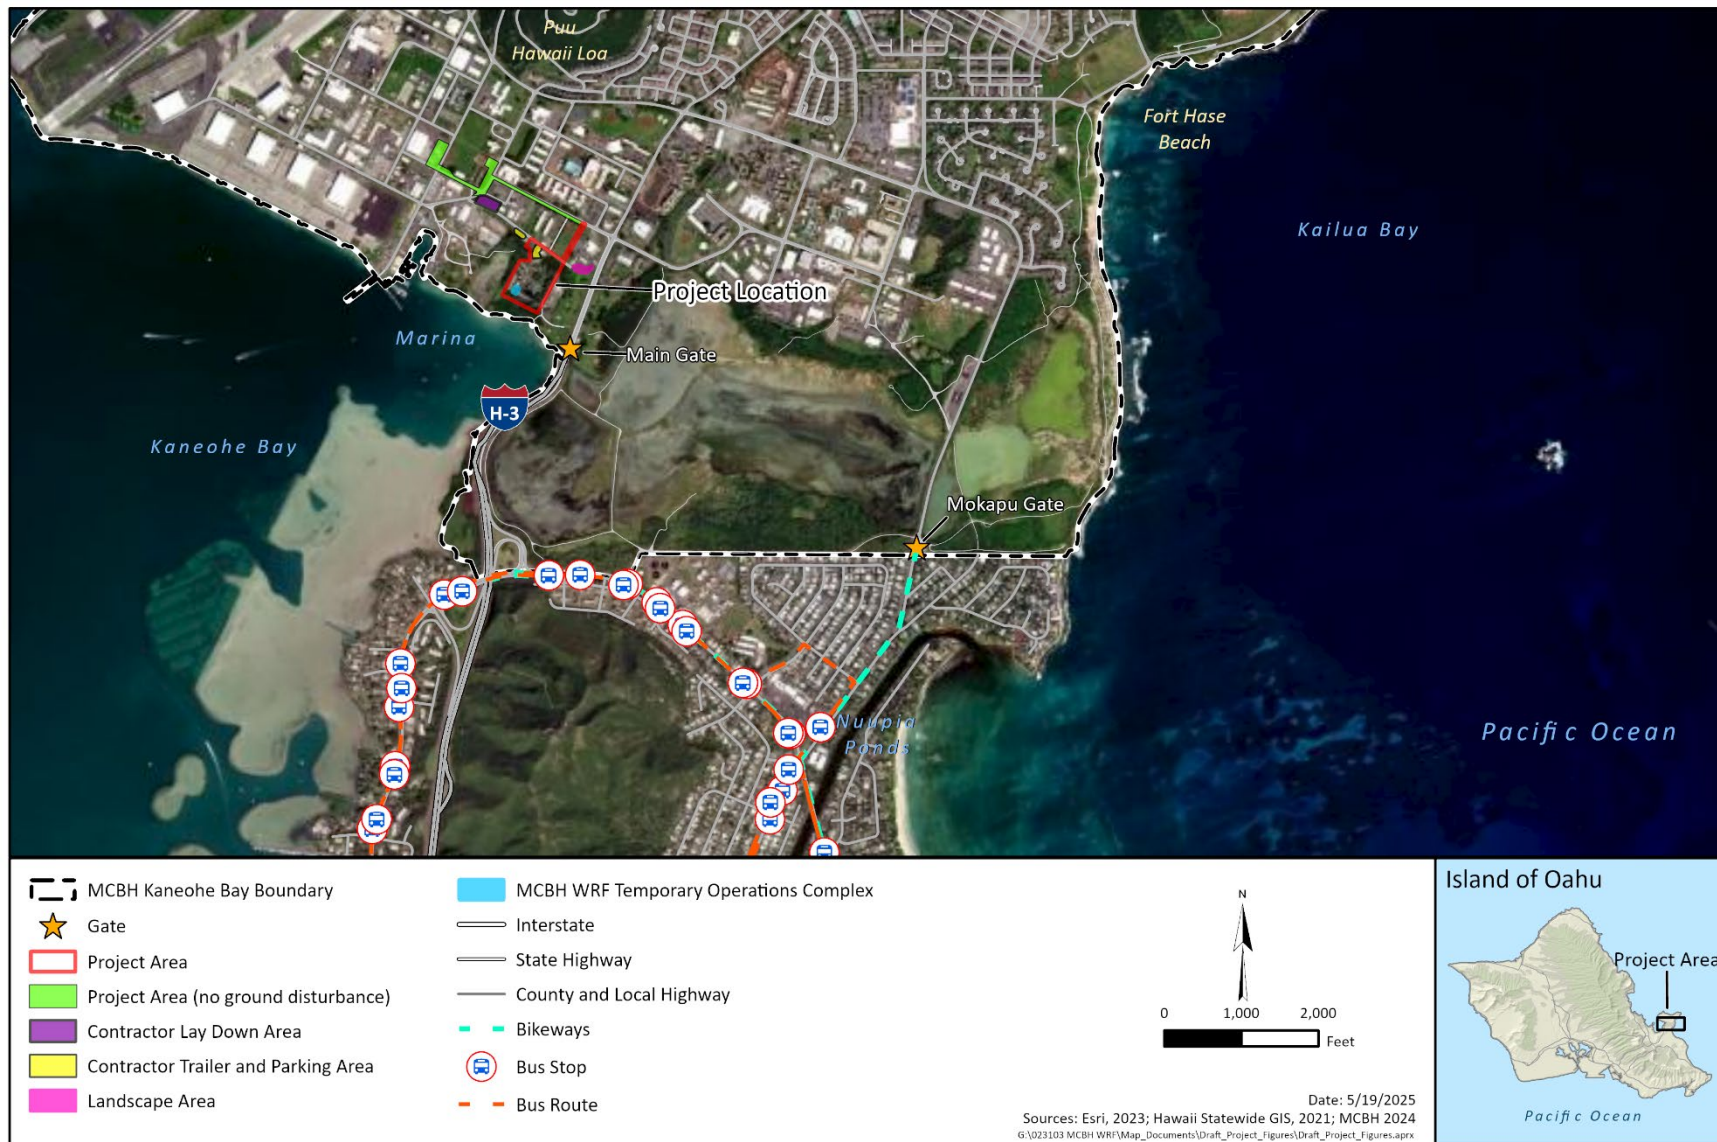 Puu
Hawaii Loa
Fort Hase
Beach
Kailua Bay
Project Location
Marina
Main Gate
H-3
Kaneohe Bay
Mokapu Gate
Nuupia
Ponds
Pacific Ocean
MCBH Kaneohe Bay Boundary
Gate
Project Area
Project Area (no ground disturbance)
Contractor Lay Down Area
Contractor Trailer and Parking Area
Landscape Area
MCBH WRF Temporary Operations Complex
Interstate
State Highway
County and Local Highway
Bikeways
Bus Stop
Bus Route
N
0 1,000 2,000
Feet
Date: 5/19/2025
Sources: Esri, 2023; Hawaii Statewide GIS, 2021; MCBH 2024
G:\023103 MCBH WRF\Map_Documents\Draft_Project_Figures\Draft_Project_Figures.aprx
Island of Oahu
Project Area
Pacific Ocean